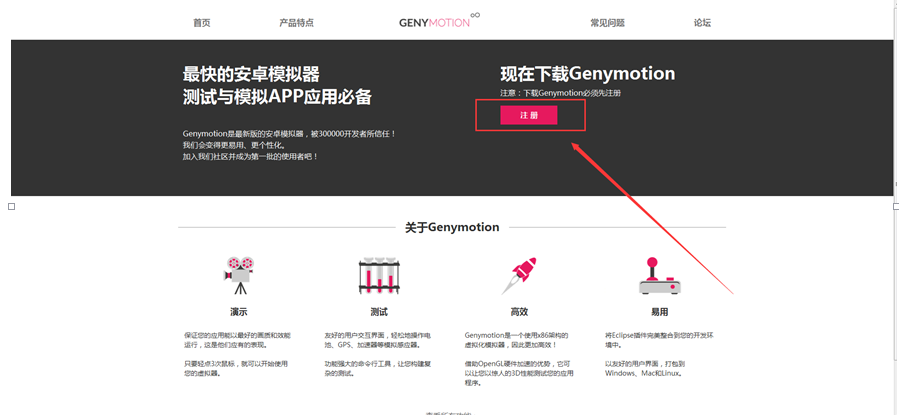 首页 产品特点 GENYMOTION 常见问题 论坛
最快的安卓模拟器
测试与模拟APP应用必备
Genymotion是最新版的安卓模拟器，被300000开发者所信任！
我们会变得更易用、更个性化。
加入我们社区并成为第一批的使用者吧！
现在下载Genymotion
注意：下载Genymotion必须先注册
注 册
关于Genymotion
演示
保证您的应用能以最好的画质和效能
运行，这是他们应有的表现。
只要轻点3次鼠标，就可以开始使用
您的虚拟器。
测试
友好的用户交互界面，轻松地操作电
池、GPS、加速器等模拟感应器。
功能强大的命令行工具，让您构建复
杂的测试。
高效
Genymotion是一个使用x86架构的
虚拟化模拟器，因此更加高效！
借助OpenGL硬件加速的优势，它可
以让您以惊人的3D性能测试您的应用
程序。
易用
将Eclipse插件完美整合到您的开发环
境中。
以友好的用户界面，打包到
Windows、Mac和Linux。